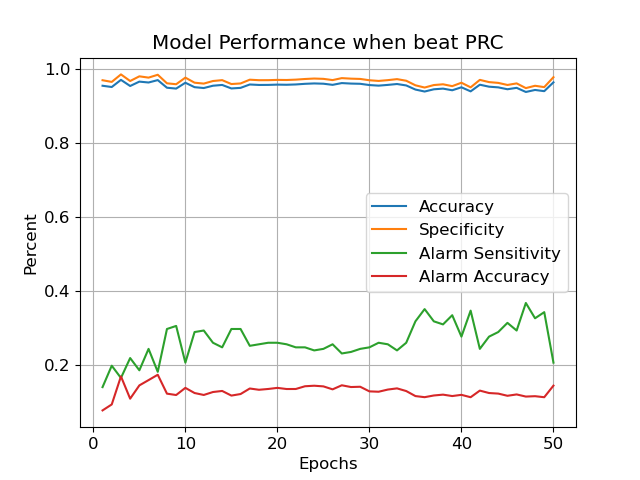 Model Performance when beat PRC
1.0
0.8
0.6
0.4
0.2
Percent
Accuracy
Specificity
Alarm Sensitivity
Alarm Accuracy
0 10 20 30 40 50
Epochs